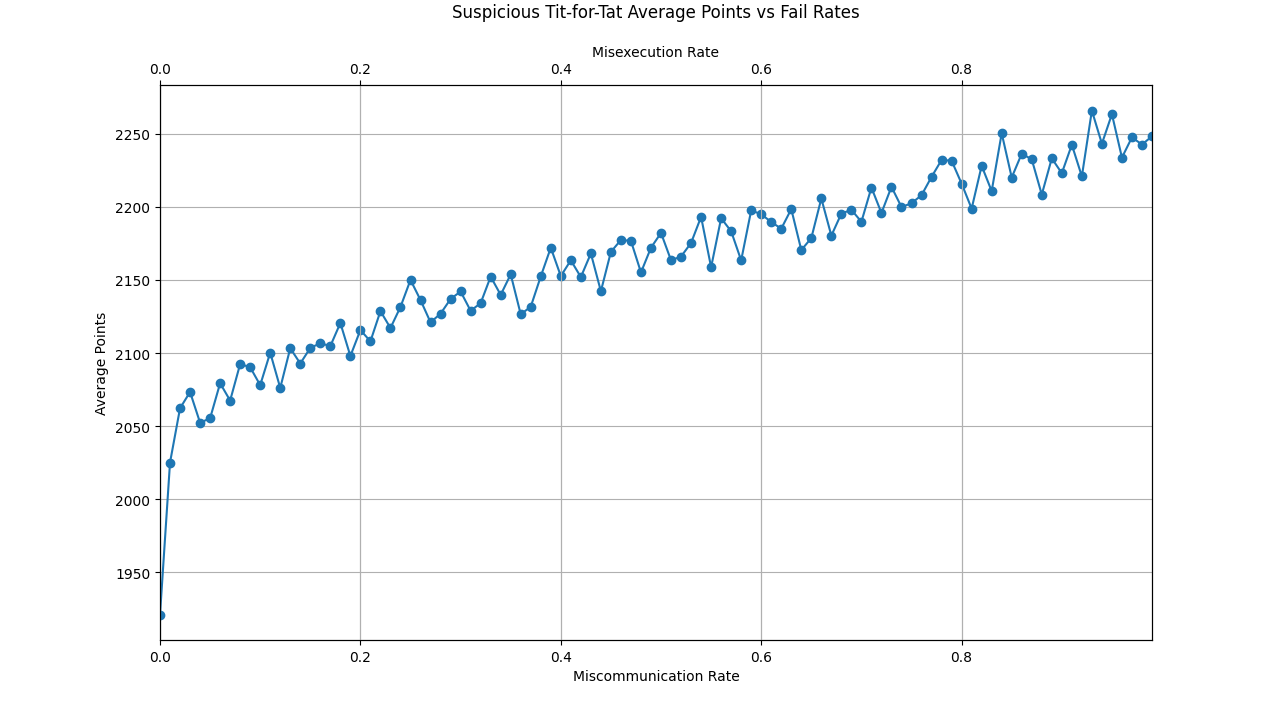 Suspicious Tit-for-Tat Average Points vs Fail Rates
Misexecution Rate
0.0 0.2 0.4 0.6 0.8
Average Points
2250
2200
2150
2100
2050
2000
1950
0.0 0.2 0.4 0.6 0.8
Miscommunication Rate